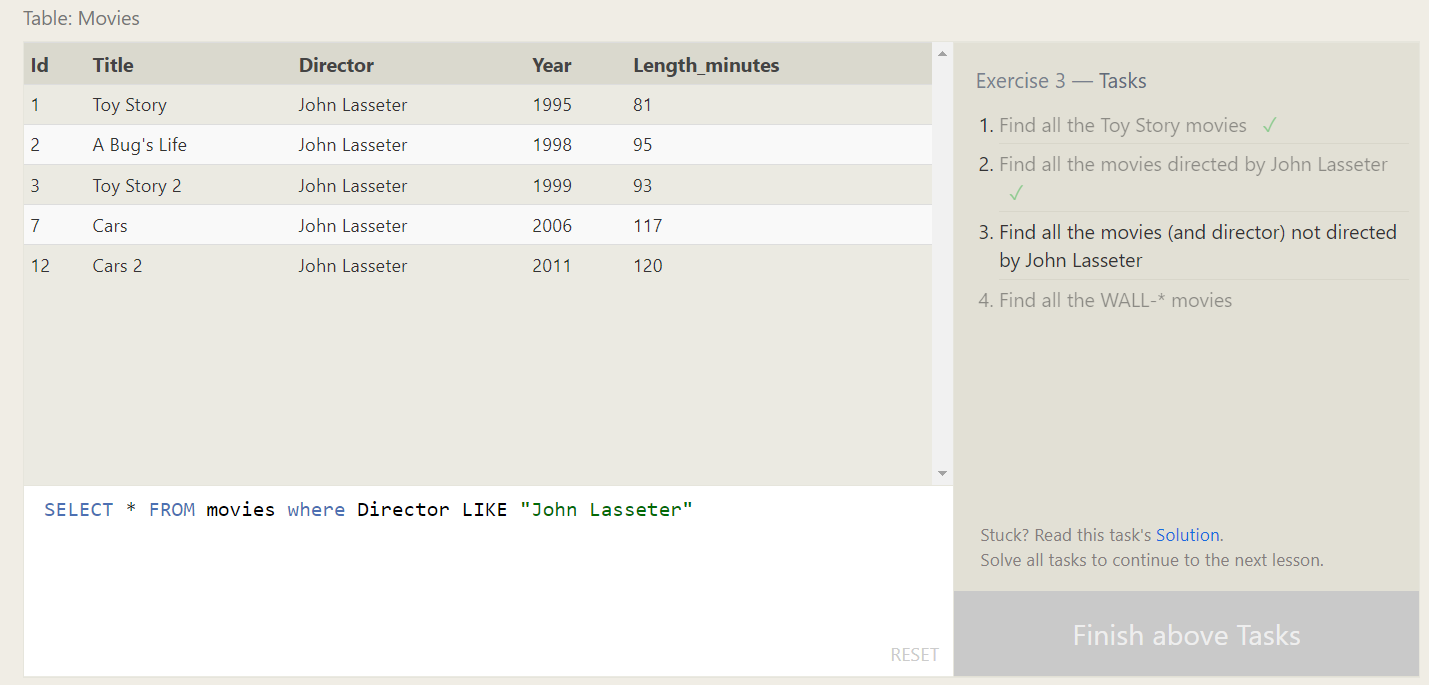 Table: Movies
Id Title Director Year Length_minutes
1 Toy Story John Lasseter 1995 81
2 A Bug's Life John Lasseter 1998 95
3 Toy Story 2 John Lasseter 1999 93
7 Cars John Lasseter 2006 117
12 Cars 2 John Lasseter 2011 120
SELECT * FROM movies where Director LIKE "John Lasseter"
RESET
Exercise 3 — Tasks
1. Find all the Toy Story movies ✓
2. Find all the movies directed by John Lasseter
✓
3. Find all the movies (and director) not directed
by John Lasseter
4. Find all the WALL-* movies
Stuck? Read this task's Solution.
Solve all tasks to continue to the next lesson.
Finish above Tasks